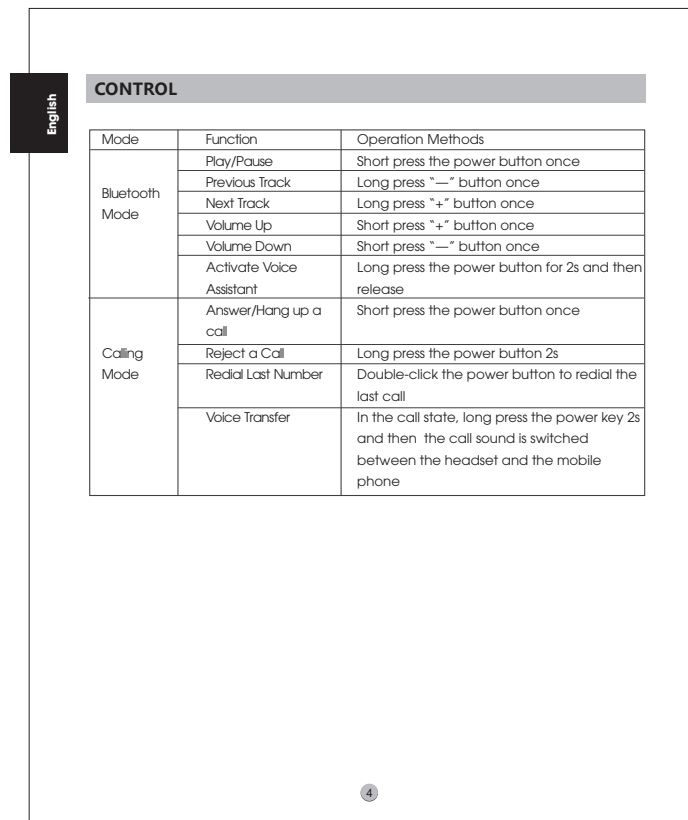 English
CONTROL
Mode Function Operation Methods
Bluetooth Mode
Play/Pause Short press the power button once
Previous Track Long press “—” button once
Next Track Long press “+” button once
Volume Up Short press “+” button once
Volume Down Short press “—” button once
Activate Voice Long press the power button for 2s and then
Assistant release
Calling Mode
Answer/Hang up a Short press the power button once
call
Reject a Call Long press the power button 2s
Redial Last Number Double-click the power button to redial the
last call
Voice Transfer In the call state, long press the power key 2s
and then the call sound is switched
between the headset and the mobile
phone
4